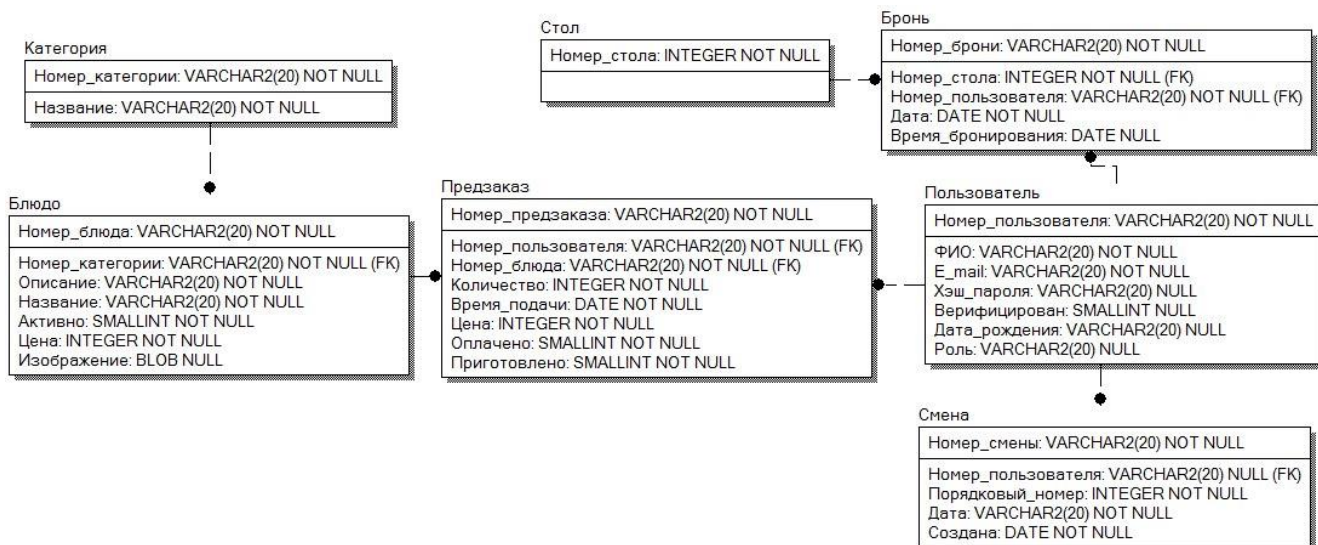 Категория
Номер_категории: VARCHAR2(20) NOT NULL
Название: VARCHAR2(20) NOT NULL
Стол
Номер_стола: INTEGER NOT NULL
Бронь
Номер_брони: VARCHAR2(20) NOT NULL
Номер_стола: INTEGER NOT NULL (FK)
Номер_пользователя: VARCHAR2(20) NOT NULL (FK)
Дата: DATE NOT NULL
Время_бронирования: DATE NULL
Блюдо
Номер_блюда: VARCHAR2(20) NOT NULL
Номер_категории: VARCHAR2(20) NOT NULL (FK)
Описание: VARCHAR2(20) NOT NULL
Название: VARCHAR2(20) NOT NULL
Активно: SMALLINT NOT NULL
Цена: INTEGER NOT NULL
Изображение: BLOB NULL
Предзаказ
Номер_предзаказа: VARCHAR2(20) NOT NULL
Номер_пользователя: VARCHAR2(20) NOT NULL (FK)
Номер_блюда: VARCHAR2(20) NOT NULL (FK)
Количество: INTEGER NOT NULL
Время_подачи: DATE NOT NULL
Цена: INTEGER NOT NULL
Оплачено: SMALLINT NOT NULL
Приготовлено: SMALLINT NOT NULL
Пользователь
Номер_пользователя: VARCHAR2(20) NOT NULL
ФИО: VARCHAR2(20) NOT NULL
E_mail: VARCHAR2(20) NOT NULL
Хэш_пароля: VARCHAR2(20) NULL
Верифицирован: SMALLINT NULL
Дата_рождения: VARCHAR2(20) NULL
Роль: VARCHAR2(20) NULL
Смена
Номер_смены: VARCHAR2(20) NOT NULL
Номер_пользователя: VARCHAR2(20) NULL (FK)
Порядковый_номер: INTEGER NOT NULL
Дата: VARCHAR2(20) NOT NULL
Создана: DATE NOT NULL